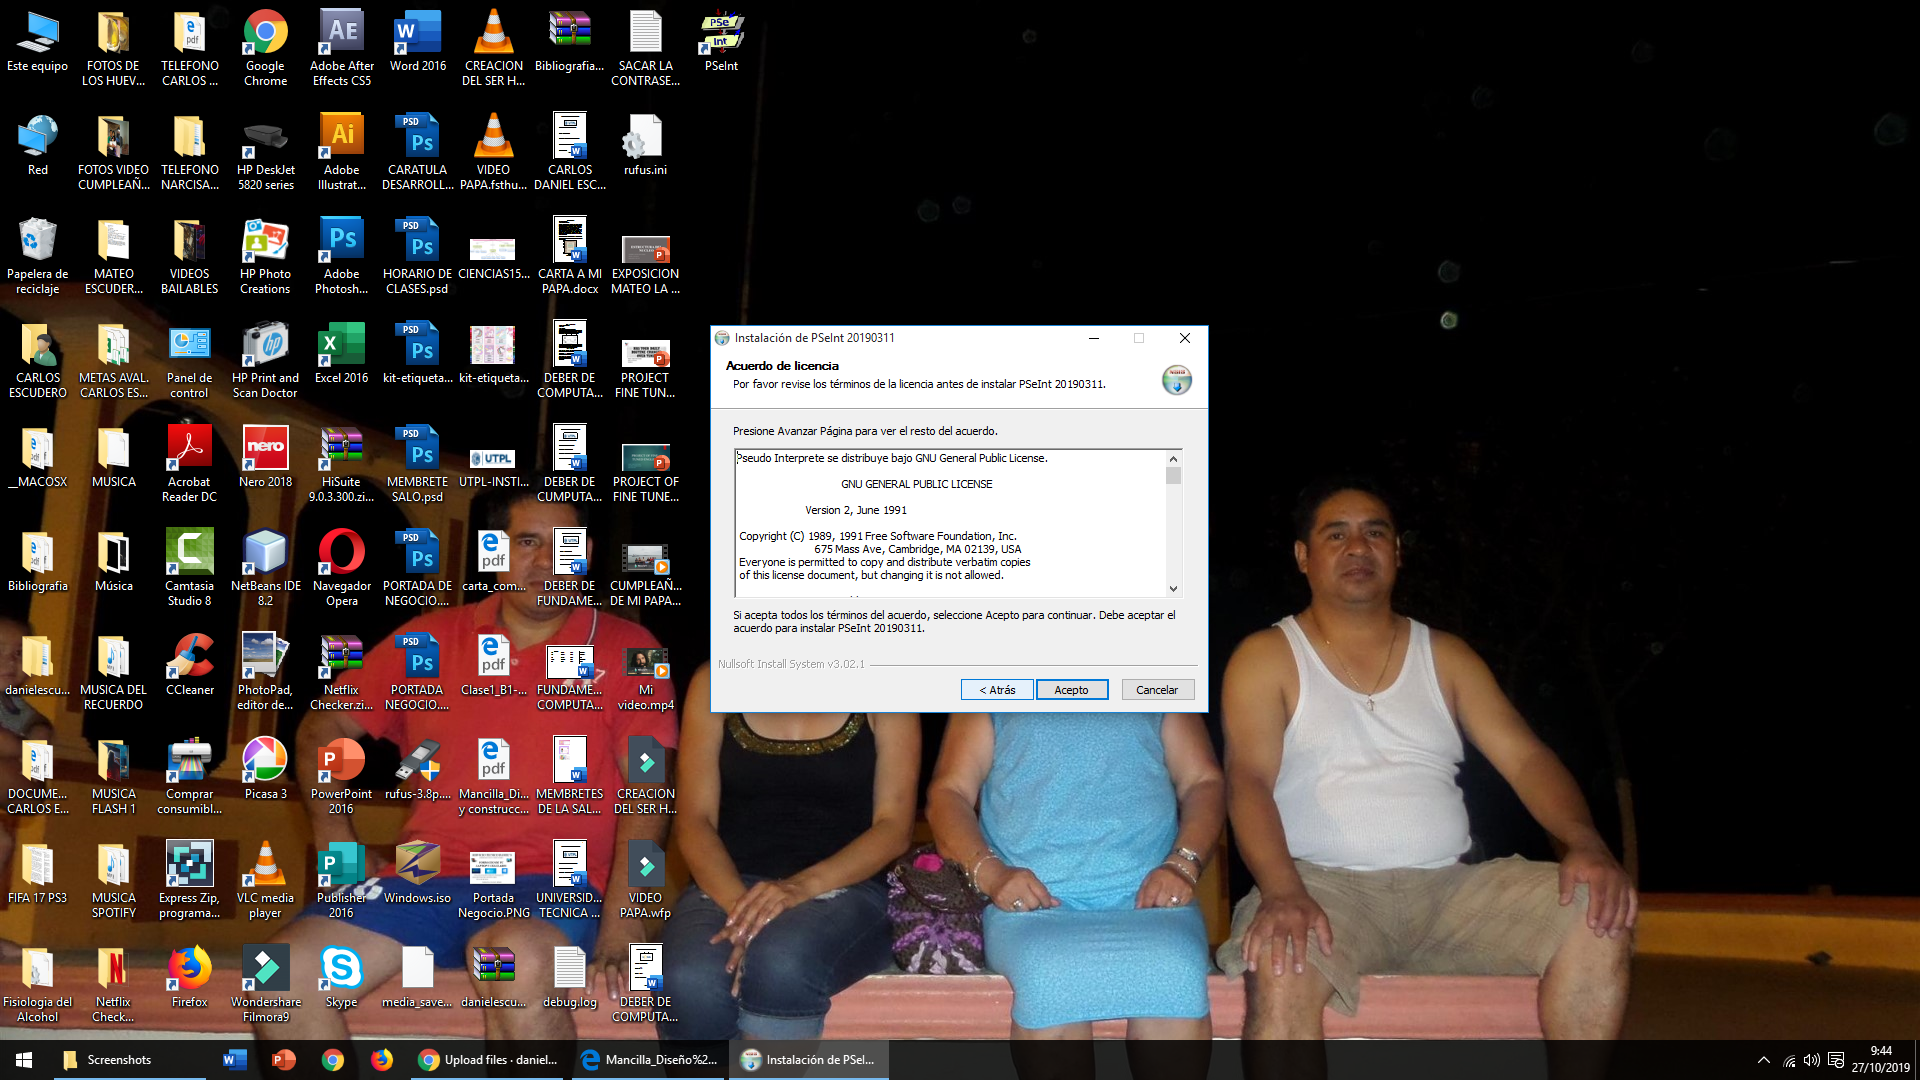 Este equipo
FOTOS DE
LOS HUEV...
TELEFONO
CARLOS ...
Google
Chrome
Adobe After
Effects CS5
Word 2016
CREACION
DEL SER H...
Bibliografia...
SACAR LA
CONTRASE...
PSeInt
Red
FOTOS VIDEO
CUMPLEAÑ...
TELEFONO
NARCISA...
HP DeskJet
5820 series
Adobe
Illustrat...
CARATULA
DESARROLL...
VIDEO
PAPA.fsthu...
CARLOS
DANIEL ESC...
rufus.ini
Papelera de
reciclaje
MATEO
ESCUDER...
VIDEOS
BAILABLES
HP Photo
Creations
Adobe
Photosh...
HORARIO DE
CLASES.psd
CIENCIAS15...
CARTA A MI
PAPA.docx
EXPOSICION
MATEO LA ...
CARLOS
ESCUDERO
METAS AVAL.
CARLOS ES...
Panel de
control
HP Print and
Scan Doctor
Excel 2016
kit-etiqueta...
kit-etiqueta...
DEBER DE
COMPUTA...
PROJECT
FINE TUN...
__MACOSX
MUSICA
Acrobat
Reader DC
Nero 2018
HiSuite
9.0.3.300.zi...
MEMBRETE
SALO.psd
UTPL-INSTI...
DEBER DE
CUMPUTA...
PROJECT OF
FINE TUNE...
Bibliografia
Música
Camtasia
Studio 8
NetBeans IDE
8.2
Navegador
Opera
PORTADA DE
NEGOCIO....
carta_com...
DEBER DE
FUNDAME...
CUMPLEAÑ...
DE MI PAPA...
danielescu...
MUSICA DEL
RECUERDO
CCleaner
PhotoPad,
editor de...
Netflix
Checker.zi...
PORTADA
NEGOCIO....
Clase1_B1-...
FUNDAME...
COMPUTA...
Mi
video.mp4
DOCUME...
CARLOS E...
MUSICA
FLASH 1
Comprar
consumibl...
Picasa 3
PowerPoint
2016
rufus-3.8p....
Mancilla_Di...
y construcc...
MEMBRETES
DE LA SAL...
CREACION
DEL SER H...
FIFA 17 PS3
MUSICA
SPOTIFY
Express Zip,
programa...
VLC media
player
Publisher
2016
Windows.iso
Portada
Negocio.PNG
UNIVERSID...
TECNICA ...
VIDEO
PAPA.wfp
Fisiologia del
Alcohol
Netflix
Check...
Firefox
Wondershare
Filmora9
Skype
media_save...
danielescu...
debug.log
DEBER DE
COMPUTA...
Instalación de PSeInt 20190311
Acuerdo de licencia
Por favor revise los términos de la licencia antes de instalar PSeInt 20190311.
Presione Avanzar Página para ver el resto del acuerdo.
Pseudo Interprete se distribuye bajo GNU General Public License.
GNU GENERAL PUBLIC LICENSE
Version 2, June 1991
Copyright (C) 1989, 1991 Free Software Foundation, Inc.
675 Mass Ave, Cambridge, MA 02139, USA
Everyone is permitted to copy and distribute verbatim copies
of this license document, but changing it is not allowed.
Si acepta todos los términos del acuerdo, seleccione Acepto para continuar. Debe aceptar el
acuerdo para instalar PSeInt 20190311.
Nullsoft Install System v3.02.1
< Atrás
Acepto
Cancelar
Screenshots
Upload files · daniel...
Mancilla_Diseño%2...
Instalación de PSeI...
9:44
27/10/2019